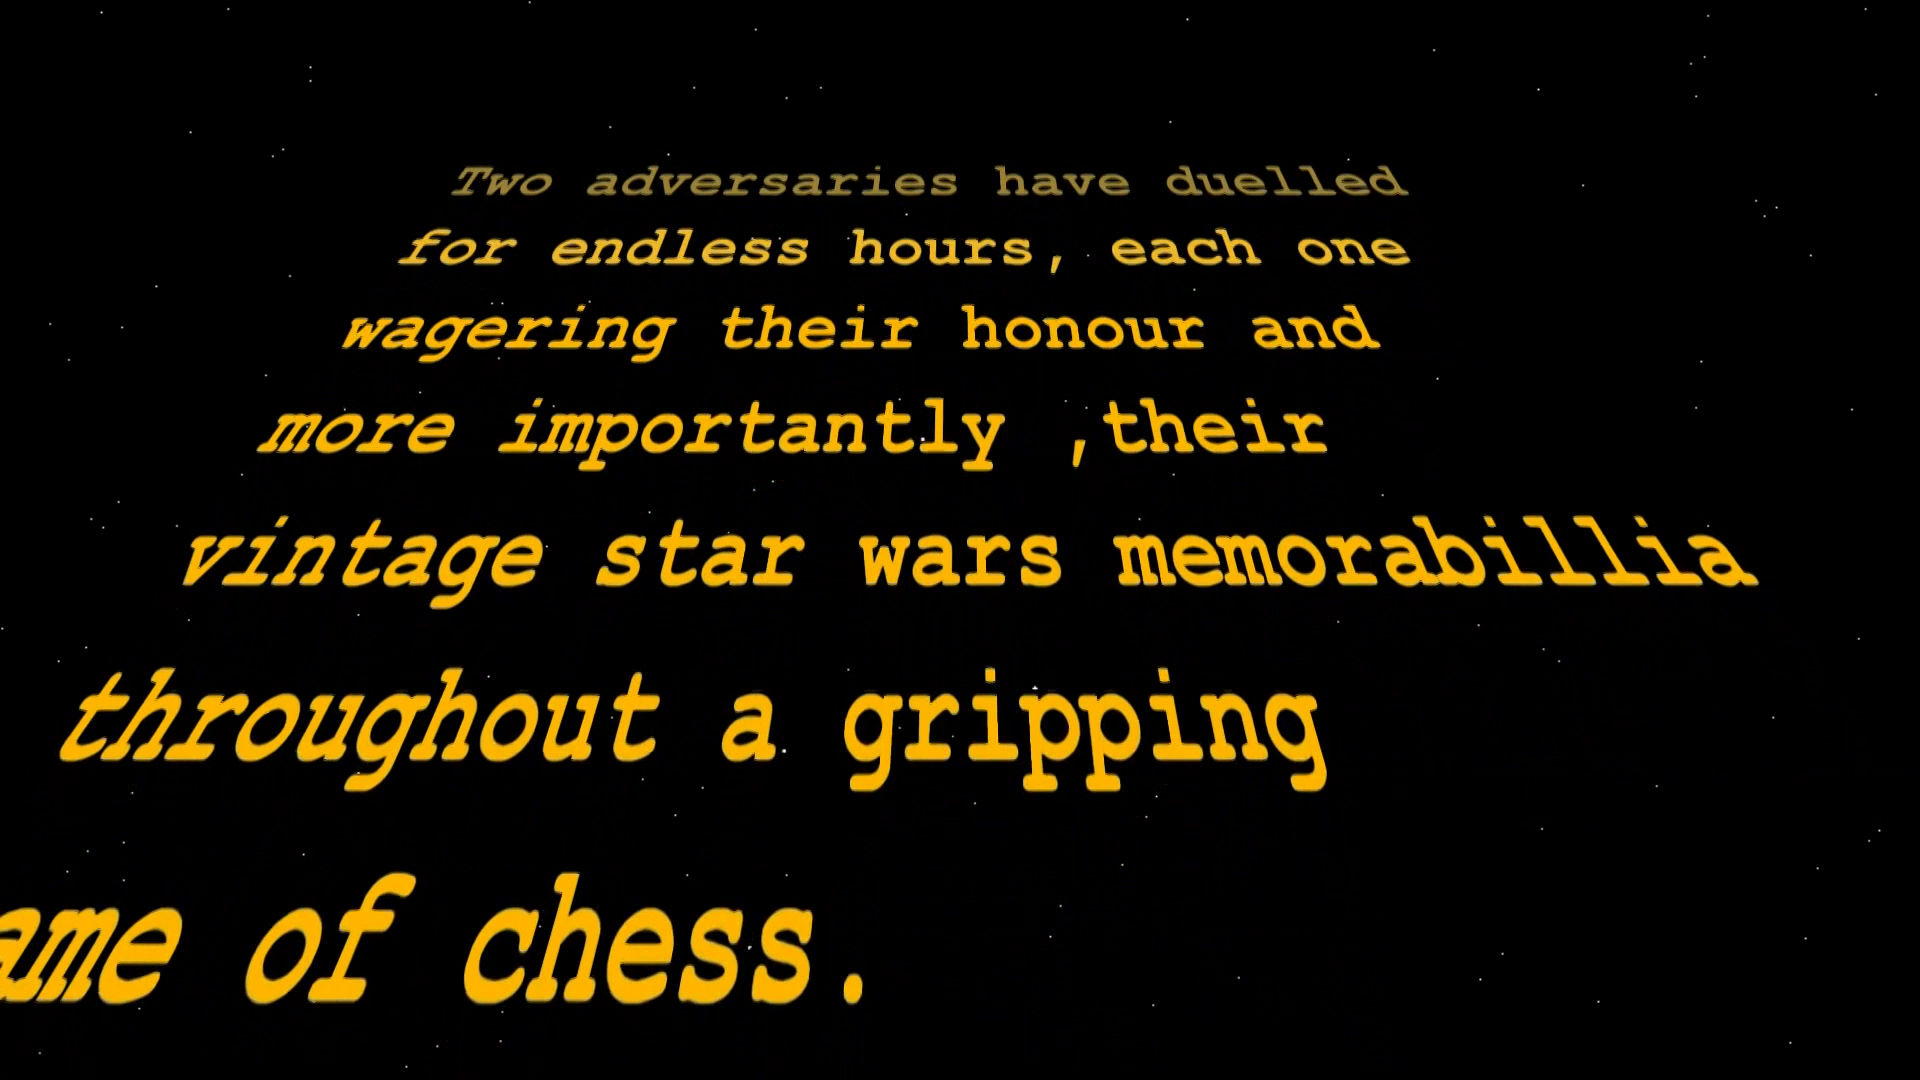 Two adversaries have duelled
for endless hours, each one
wagering their honour and
more importantly ,their
vintage star wars memorabillia
throughout a gripping
ame of chess.